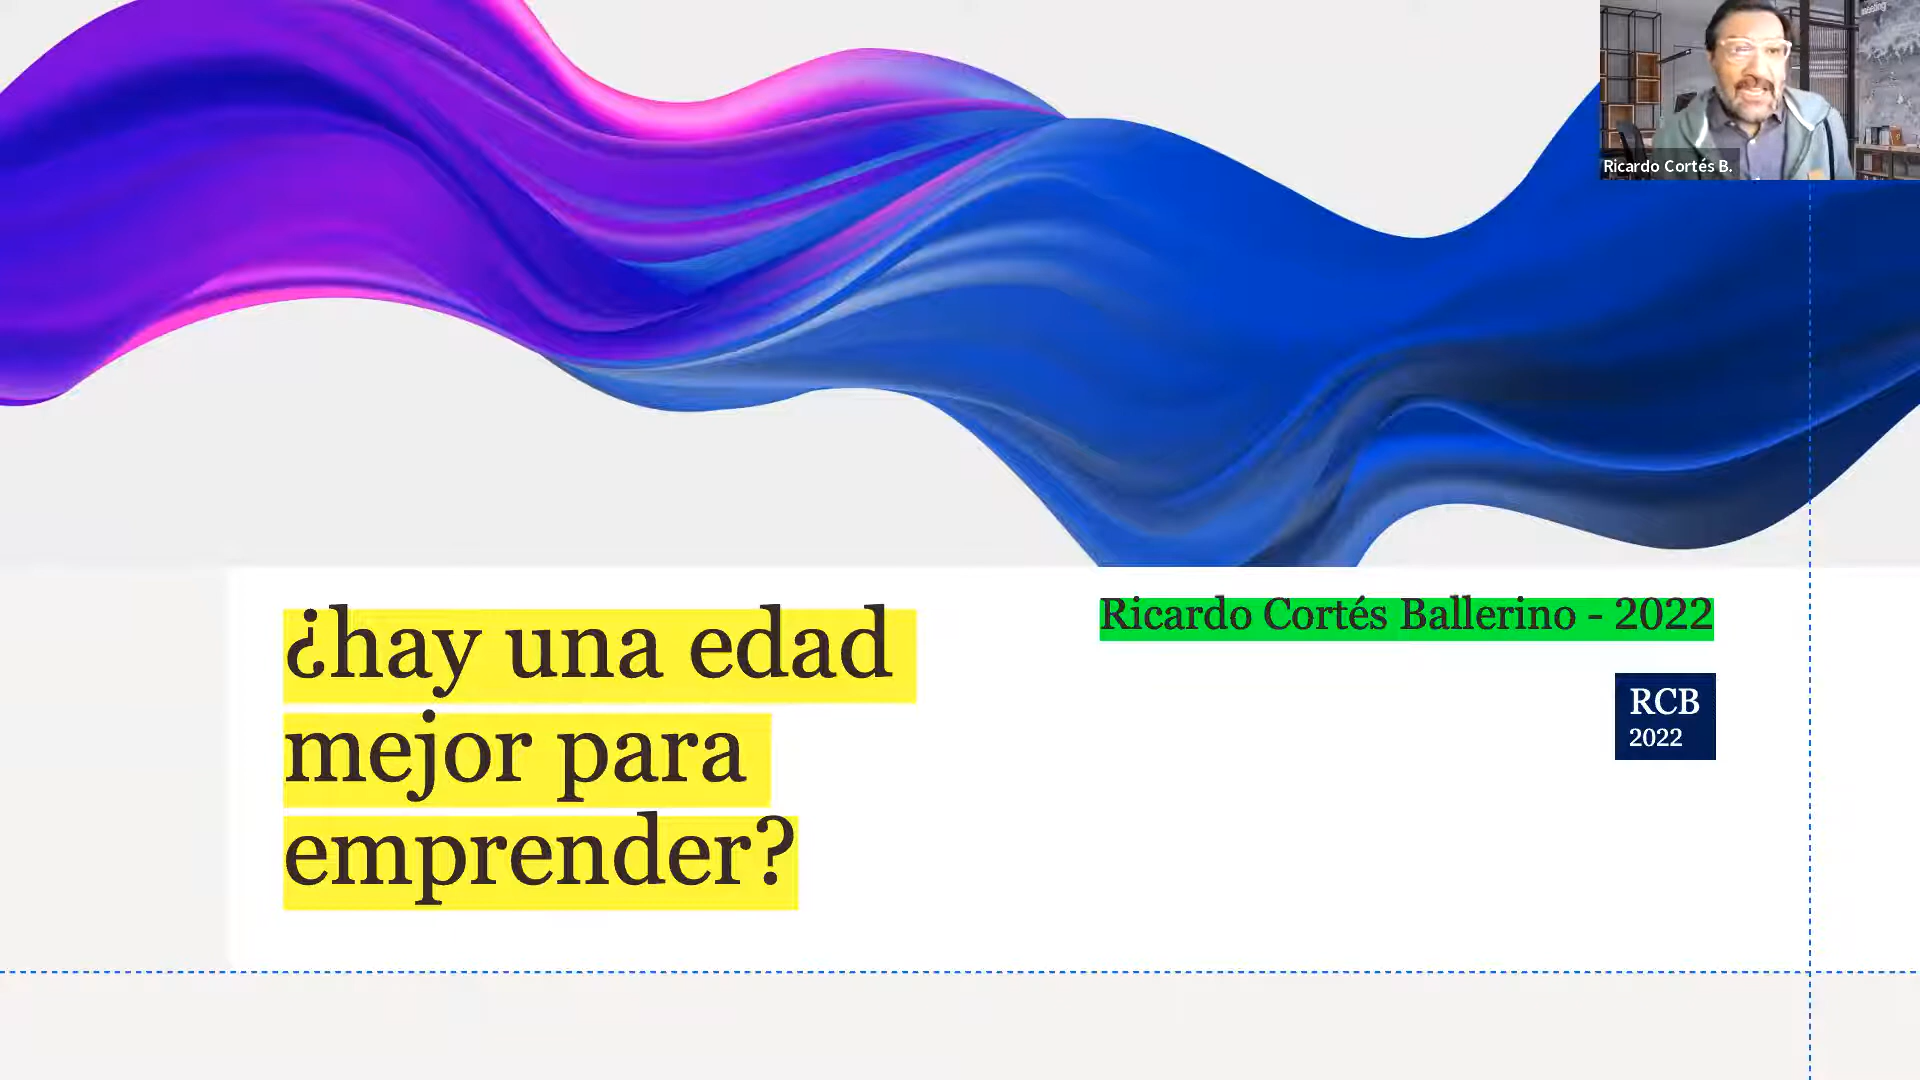 Ricardo Cortés B.
¿hay una edad
mejor para
emprender?
Ricardo Cortés Ballerino - 2022
RCB
2022